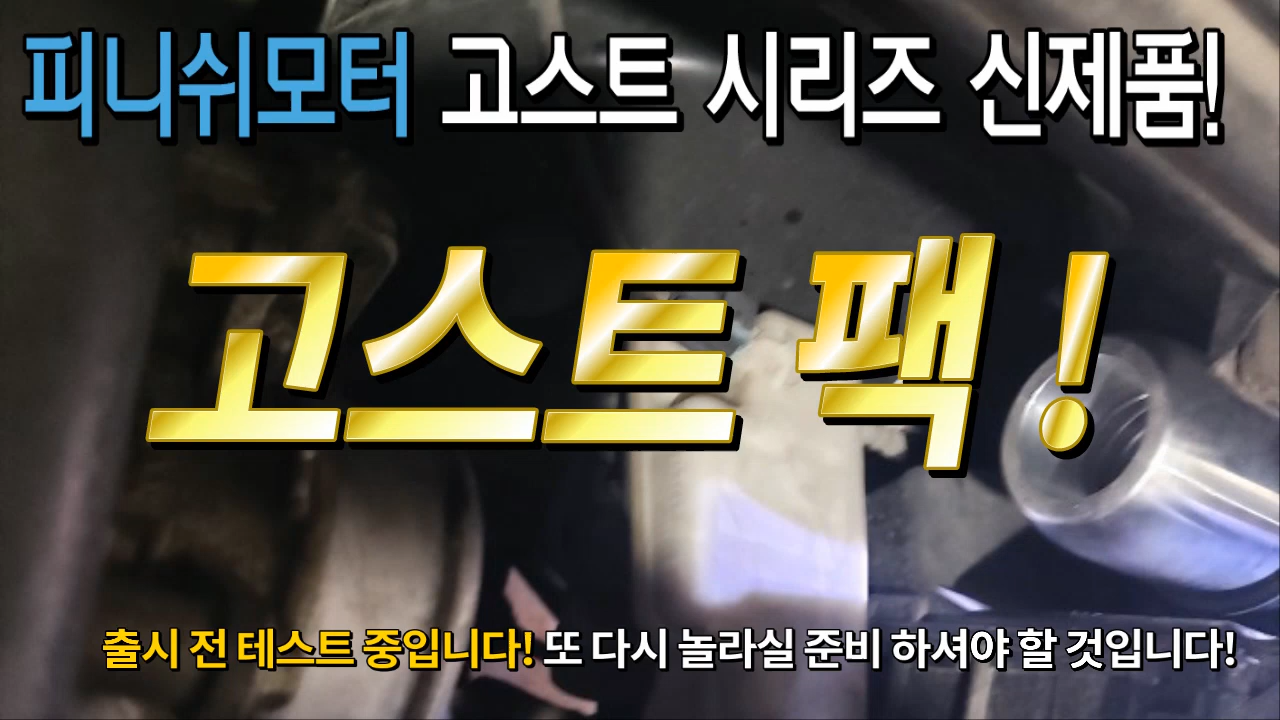 피니쉬모터 고스트 시리즈 신제품!
고스트 팩 !
출시 전 테스트 중입니다! 또 다시 놀라실 준비 하셔야 할 것입니다!